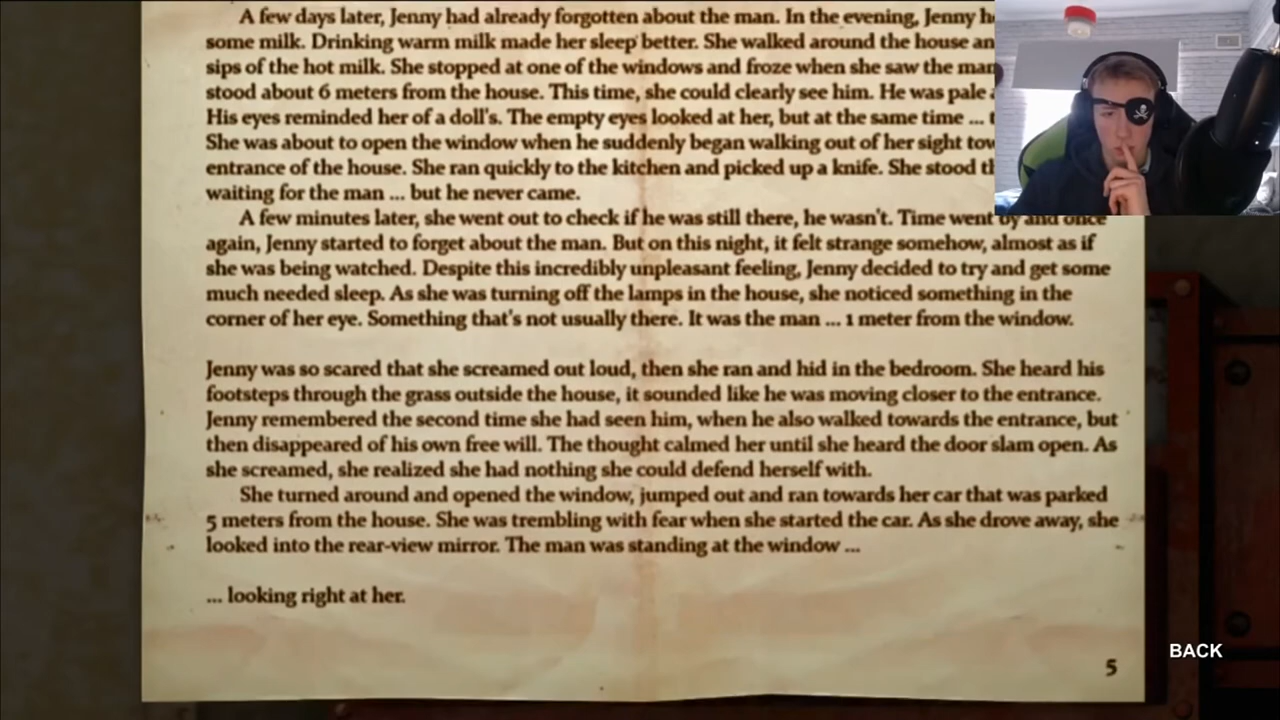 A few days later, Jenny had already forgotten about the man. In the evening, Jenny
some milk. Drinking warm milk made her sleep better. She walked around the house
sips of the hot milk. She stopped at one of the windows and froze when she saw the
stood about 6 meters from the house. This time, she could clearly see him. He was pale
His eyes reminded her of a doll's. The empty eyes looked at her, but at the same time ...
She was about to open the window when he suddenly began walking out of her sight
entrance of the house. She ran quickly to the kitchen and picked up a knife. She stood
waiting for the man ... but he never came.
A few minutes later, she went out to check if he was still there, he wasn't. Time went by and once
again, Jenny started to forget about the man. But on this night, it felt strange somehow, almost as if
she was being watched. Despite this incredibly unpleasant feeling, Jenny decided to try and get some
much needed sleep. As she was turning off the lamps in the house, she noticed something in the
corner of her eye. Something that's not usually there. It was the man ... 1 meter from the window.
Jenny was so scared that she screamed out loud, then she ran and hid in the bedroom. She heard his
footsteps through the grass outside the house, it sounded like he was moving closer to the entrance.
Jenny remembered the second time she had seen him, when he also walked towards the entrance, but
then disappeared of his own free will. The thought calmed her until she heard the door slam open. As
she screamed, she realized she had nothing she could defend herself with.
She turned around and opened the window, jumped out and ran towards her car that was parked
5 meters from the house. She was trembling with fear when she started the car. As she drove away, she
looked into the rear-view mirror. The man was standing at the window ...
... looking right at her.
BACK
5